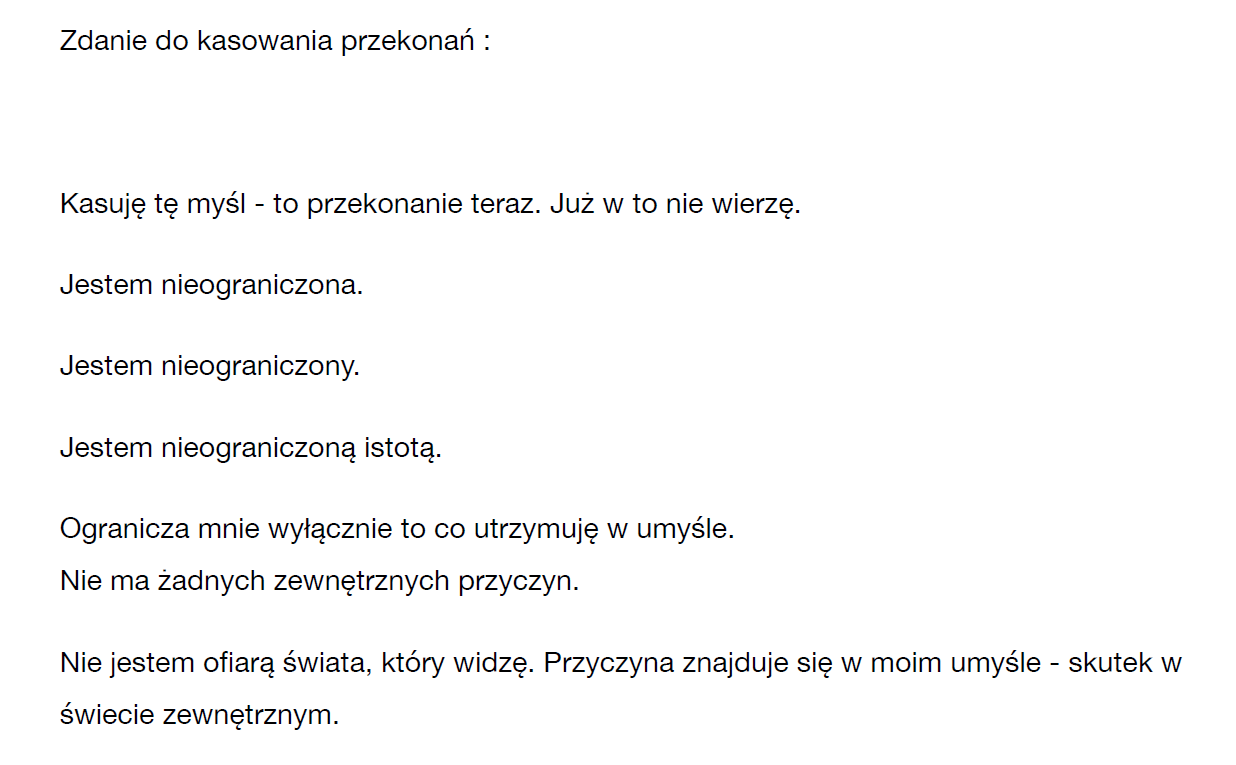 Zdanie do kasowania przekonań :
Kasuję tę myśl - to przekonanie teraz. Już w to nie wierzę.
Jestem nieograniczona.
Jestem nieograniczony.
Jestem nieograniczoną istotą.
Ogranicza mnie wyłącznie to co utrzymuję w umyśle.
Nie ma żadnych zewnętrznych przyczyn.
Nie jestem ofiarą świata, który widzę. Przyczyna znajduje się w moim umyśle - skutek w
świecie zewnętrznym.